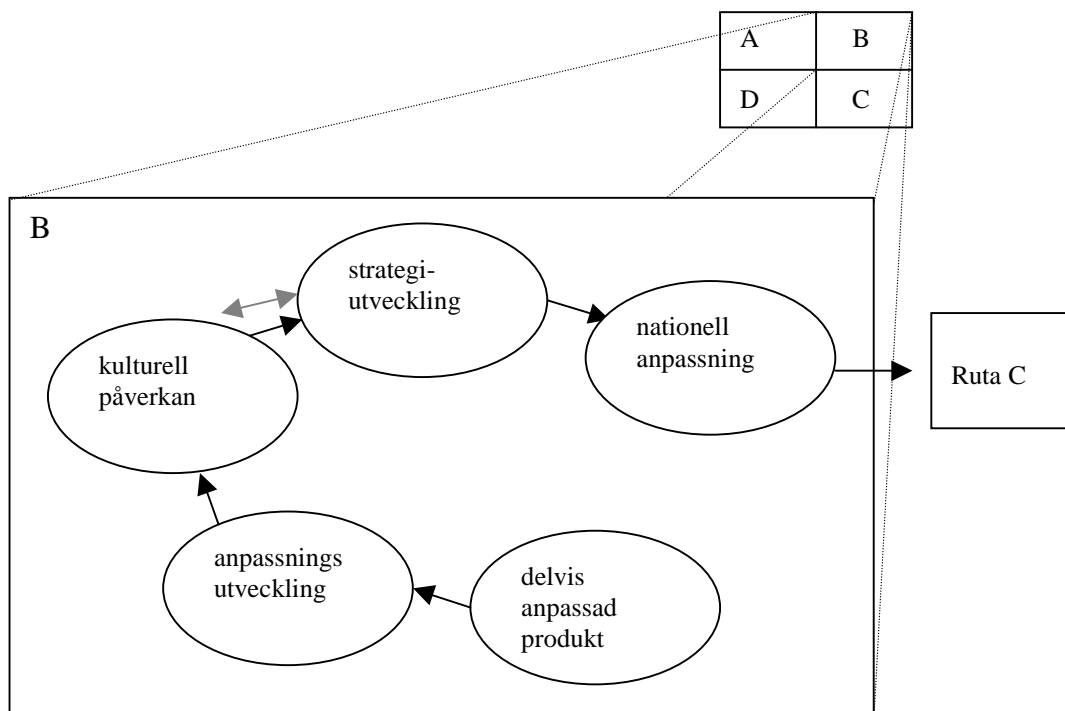 A
B
D
C
B
strategi-
utveckling
nationell
anpassning
kulturell
påverkan
Ruta C
anpassnings
utveckling
delvis
anpassad
produkt